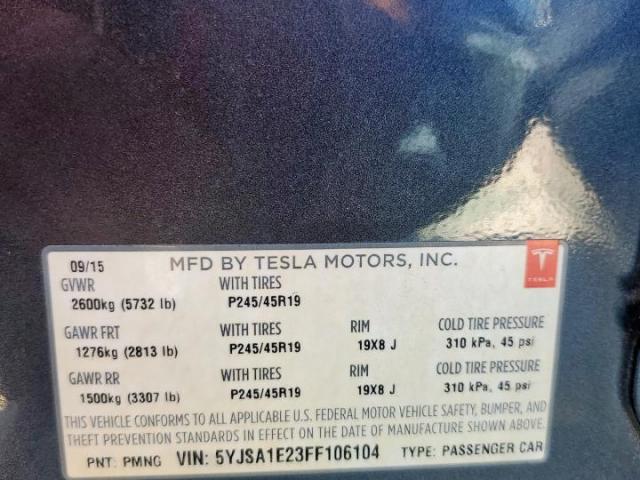 09/15 MFD BY TESLA MOTORS, INC.
TESLA
GVWR WITH TIRES
2600kg (5732 lb) P245/45R19
GAWR FRT WITH TIRES RIM COLD TIRE PRESSURE
1276kg (2813 lb) P245/45R19 19X8 J 310 kPa, 45 psi
GAWR RR WITH TIRES RIM COLD TIRE PRESSURE
1500kg (3307 lb) P245/45R19 19X8 J 310 kPa, 45 psi
THIS VEHICLE CONFORMS TO ALL APPLICABLE U.S. FEDERAL MOTOR VEHICLE SAFETY, BUMPER, AND
THEFT PREVENTION STANDARDS IN EFFECT ON THE DATE OF MANUFACTURE SHOWN ABOVE.
PNT: PMNG VIN: 5YJSA1E23FF106104 TYPE: PASSENGER CAR